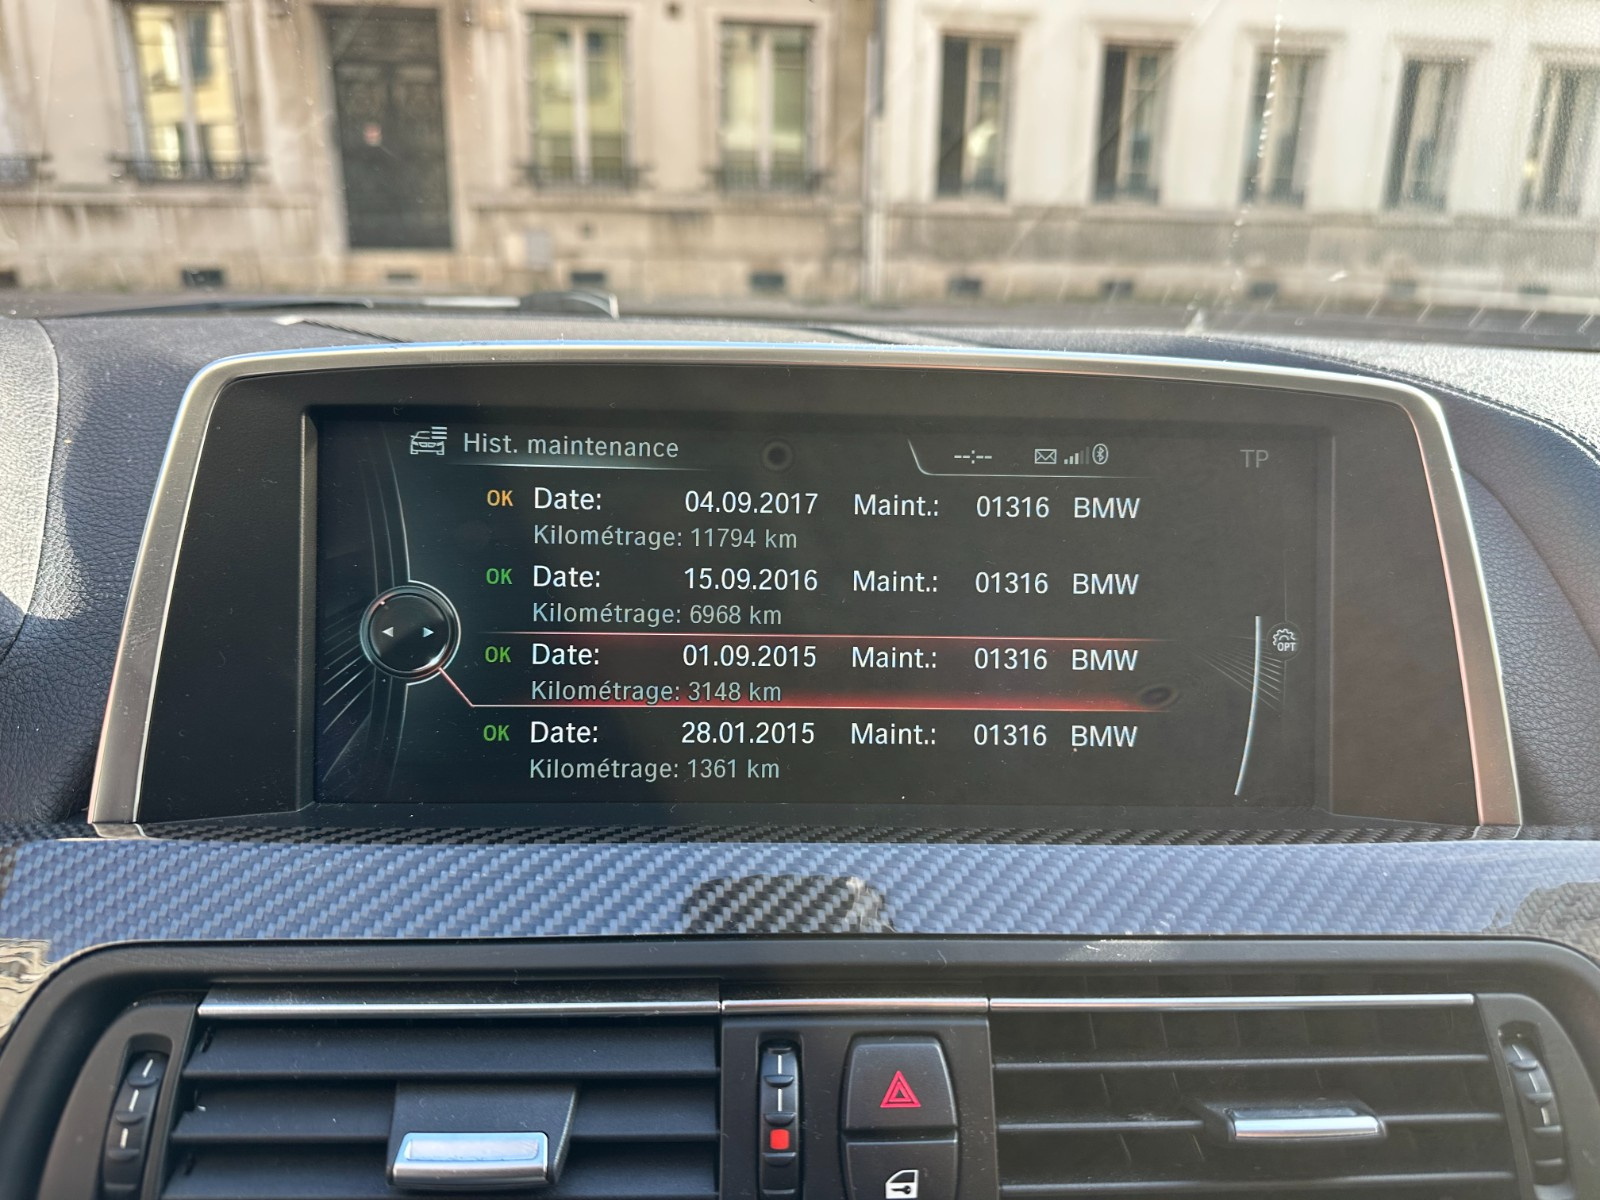 Hist. maintenance --:-- TP
OK Date: 04.09.2017 Maint.: 01316 BMW
Kilométrage: 11794 km
OK Date: 15.09.2016 Maint.: 01316 BMW
Kilométrage: 6968 km
OPT
OK Date: 01.09.2015 Maint.: 01316 BMW
Kilométrage: 3148 km
OK Date: 28.01.2015 Maint.: 01316 BMW
Kilométrage: 1361 km